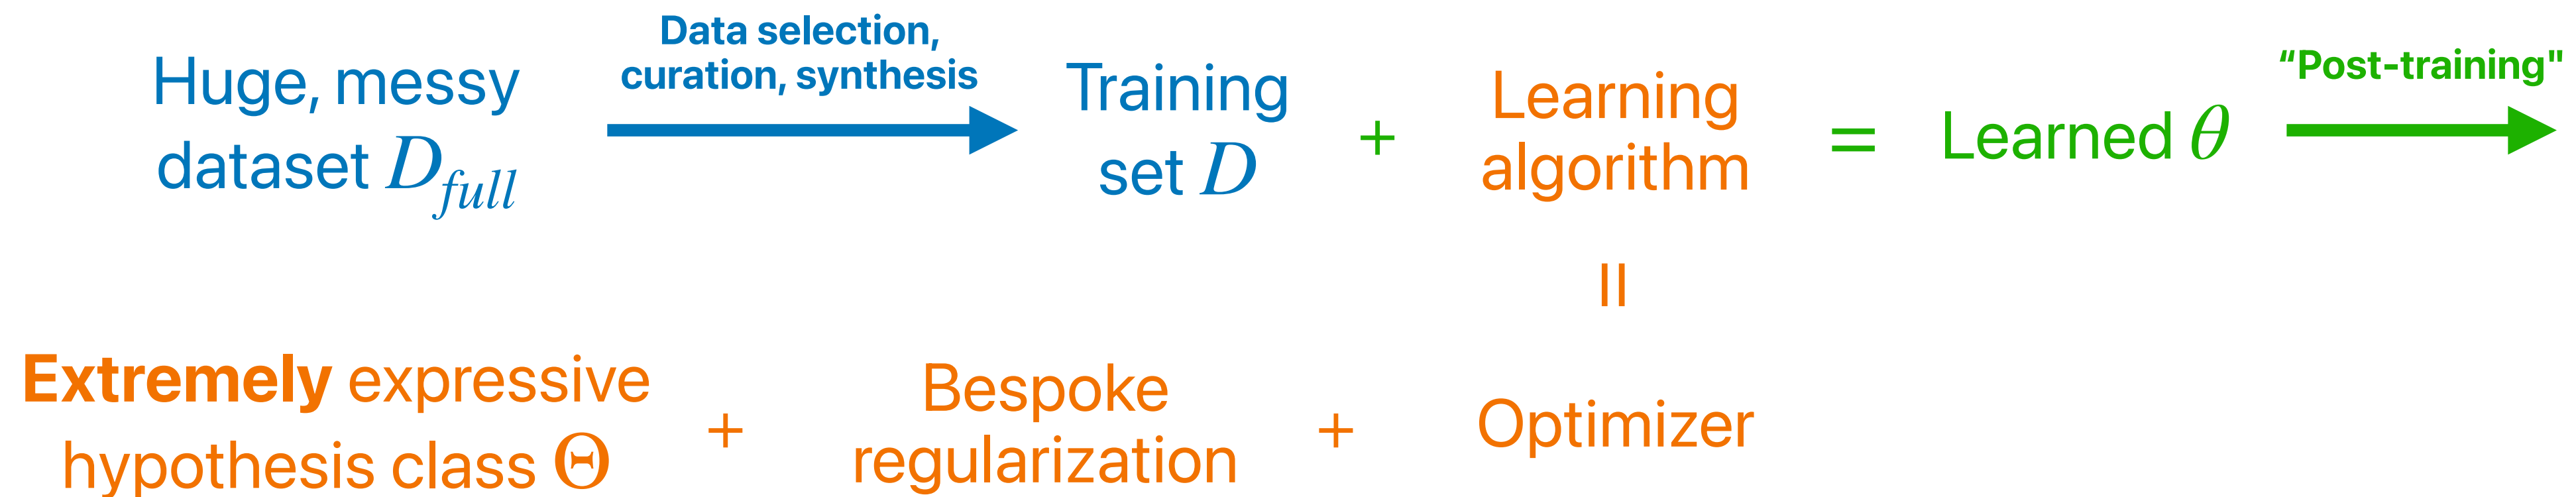 Data selection,
curation, synthesis
Huge, messy
dataset D_full
Training
set D
+
Learning
algorithm
=
Learned θ
“Post-training"
=
Extremely expressive
hypothesis class Θ
+
Bespoke
regularization
+
Optimizer